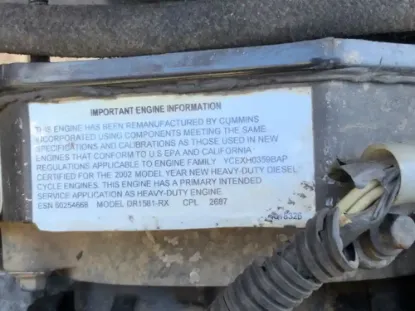 IMPORTANT ENGINE INFORMATION
THIS ENGINE HAS BEEN REMANUFACTURED BY CUMMINS
INCORPORATED USING COMPONENTS MEETING THE SAME
SPECIFICATIONS AND CALIBRATIONS AS THOSE USED IN NEW
ENGINES THAT CONFORM TO U.S EPA AND CALIFORNIA
REGULATIONS APPLICABLE TO ENGINE FAMILY
CERTIFIED FOR THE 2002 MODEL YEAR NEW HEAVY-DUTY DIESEL
CYCLE ENGINES. THIS ENGINE HAS A PRIMARY INTENDED
SERVICE APPLICATION AS HEAVY-DUTY ENGINE.
ESN MODEL DR1561-RX CPL 2687